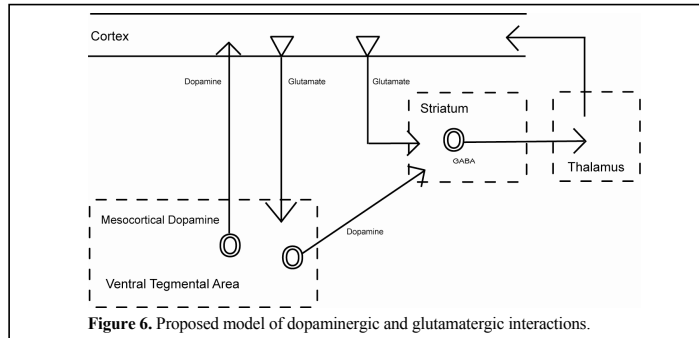 Cortex
Dopamine
Glutamate
Glutamate
Striatum
GABA
Thalamus
Mesocortical Dopamine
Dopamine
Ventral Tegmental Area
Figure 6. Proposed model of dopaminergic and glutamatergic interactions.